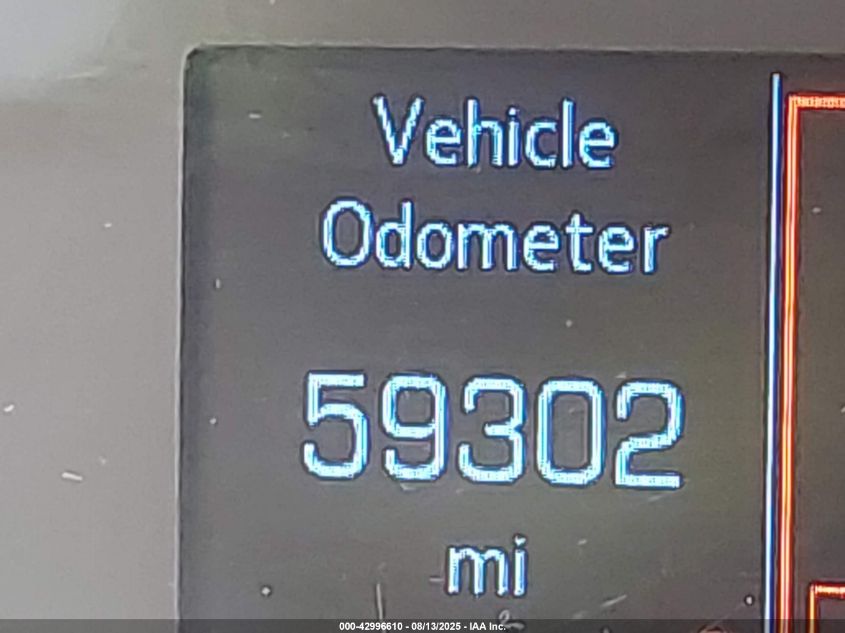 Vehicle
Odometer
59302
mi
000-42996610 - 08/13/2025 - IAA Inc.